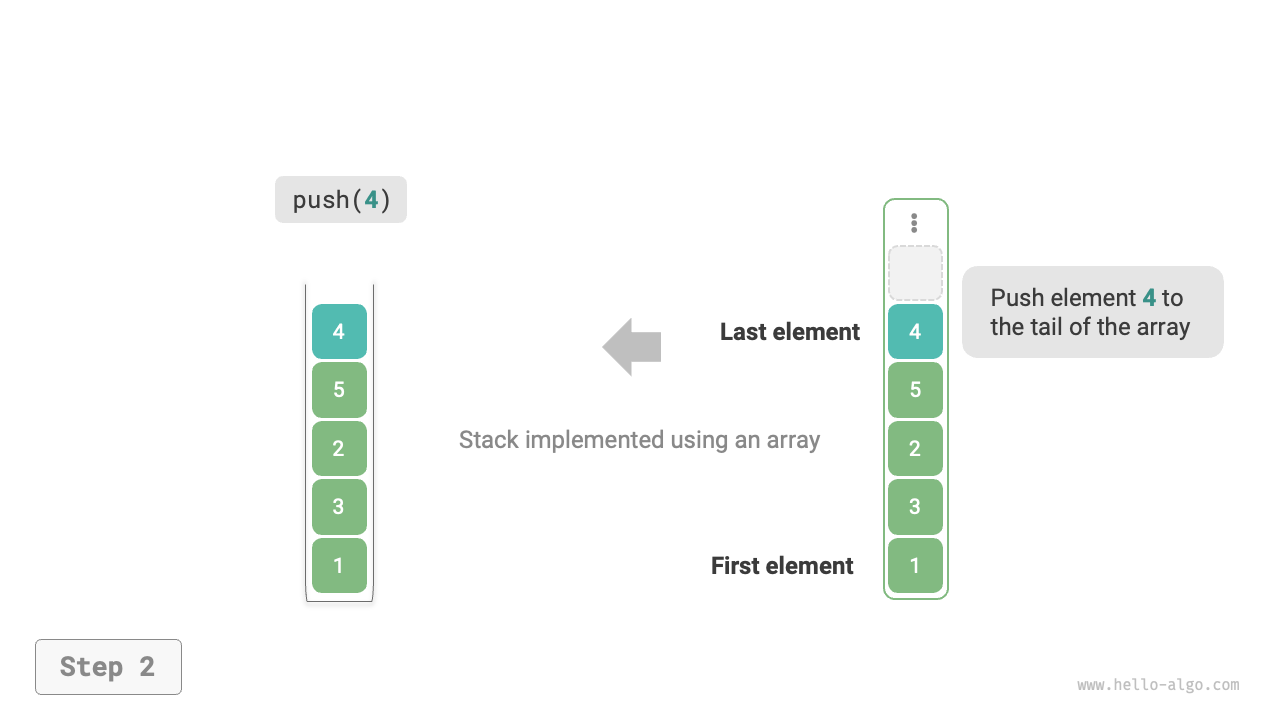 push(4)
4
5
2
3
1
Stack implemented using an array
Last element
First element
4
5
2
3
1
Push element 4 to
the tail of the array
Step 2
www.hello-algo.com